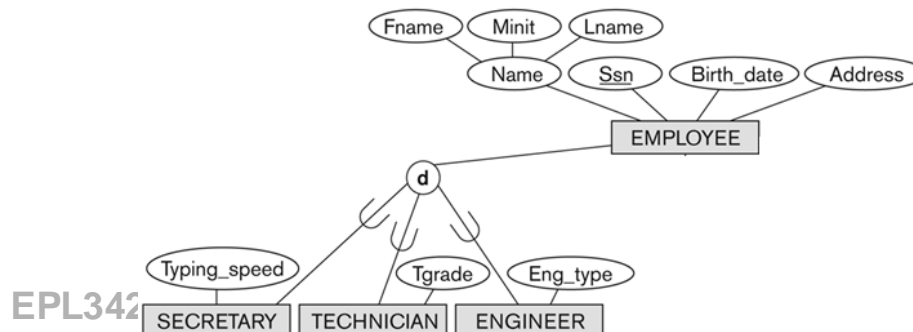 Fname Minit Lname
Name Ssn Birth_date Address
EMPLOYEE
d
Typing_speed Tgrade Eng_type
EPL342
SECRETARY TECHNICIAN ENGINEER